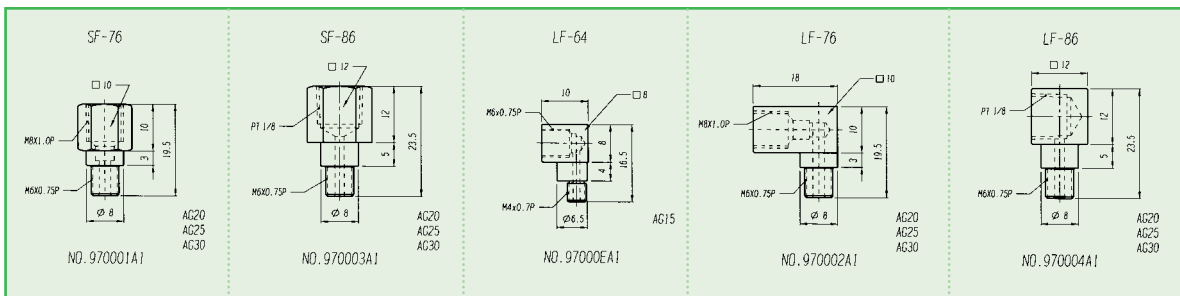 SF-76
□ 10
M8X1.0P
10
3
19.5
M6X0.75P
Ø 8
AG20
AG25
AG30
NO.970001A1
SF-86
□ 12
PT 1/8
12
5
23.5
M6X0.75P
Ø 8
AG20
AG25
AG30
NO.970003A1
LF-64
10
□ 8
M6x0.75P
8
4
16.5
M4x0.7P
Ø6.5
AG15
NO.97000EA1
LF-76
18
□ 10
M8X1.0P
10
3
19.5
M6X0.75P
Ø 8
AG20
AG25
AG30
NO.970002A1
LF-86
□ 12
PT 1/8
12
5
23.5
M6X0.75P
Ø 8
AG20
AG25
AG30
NO.970004A1